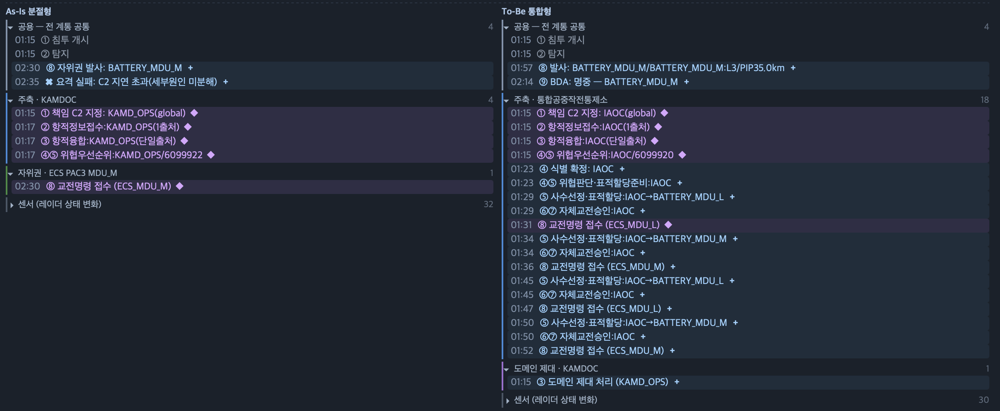 As-Is 분절형
공용 — 전 계통 공통 4
01:15 ① 침투 개시
01:15 ② 탐지
02:30 ⑧ 자위권 발사: BATTERY_MDU_M +
02:35 ✖ 요격 실패: C2 지연 초과(세부원인 미분해) +
주축 · KAMDOC 4
01:15 ① 책임 C2 지정: KAMD_OPS(global) ◆
01:17 ② 항적정보접수:KAMD_OPS(1출처) ◆
01:17 ③ 항적융합:KAMD_OPS(단일출처) ◆
01:17 ④⑤ 위협우선순위:KAMD_OPS/6099922 ◆
자위권 · ECS PAC3 MDU_M 1
02:30 ⑧ 교전명령 접수 (ECS_MDU_M) ◆
센서 (레이더 상태 변화) 32
To-Be 통합형
공용 — 전 계통 공통 4
01:15 ① 침투 개시
01:15 ② 탐지
01:57 ⑧ 발사: BATTERY_MDU_M/BATTERY_MDU_M:L3/PIP35.0km +
02:14 ⑨ BDA: 명중 — BATTERY_MDU_M +
주축 · 통합공중작전통제소 18
01:15 ① 책임 C2 지정: IAOC(global) ◆
01:15 ② 항적정보접수:IAOC(1출처) ◆
01:15 ③ 항적융합:IAOC(단일출처) ◆
01:15 ④⑤ 위협우선순위:IAOC/6099920 ◆
01:23 ④ 식별 확정: IAOC +
01:23 ④⑤ 위협판단·표적할당준비:IAOC +
01:29 ⑤ 사수선정·표적할당:IAOC→BATTERY_MDU_L +
01:29 ⑥⑦ 자체교전승인:IAOC +
01:31 ⑧ 교전명령 접수 (ECS_MDU_L) ◆
01:34 ⑤ 사수선정·표적할당:IAOC→BATTERY_MDU_M +
01:34 ⑥⑦ 자체교전승인:IAOC +
01:36 ⑧ 교전명령 접수 (ECS_MDU_M) +
01:45 ⑤ 사수선정·표적할당:IAOC→BATTERY_MDU_L +
01:45 ⑥⑦ 자체교전승인:IAOC +
01:47 ⑧ 교전명령 접수 (ECS_MDU_L) +
01:50 ⑤ 사수선정·표적할당:IAOC→BATTERY_MDU_M +
01:50 ⑥⑦ 자체교전승인:IAOC +
01:52 ⑧ 교전명령 접수 (ECS_MDU_M) +
도메인 제대 · KAMDOC 1
01:15 ③ 도메인 제대 처리 (KAMD_OPS) +
센서 (레이더 상태 변화) 30